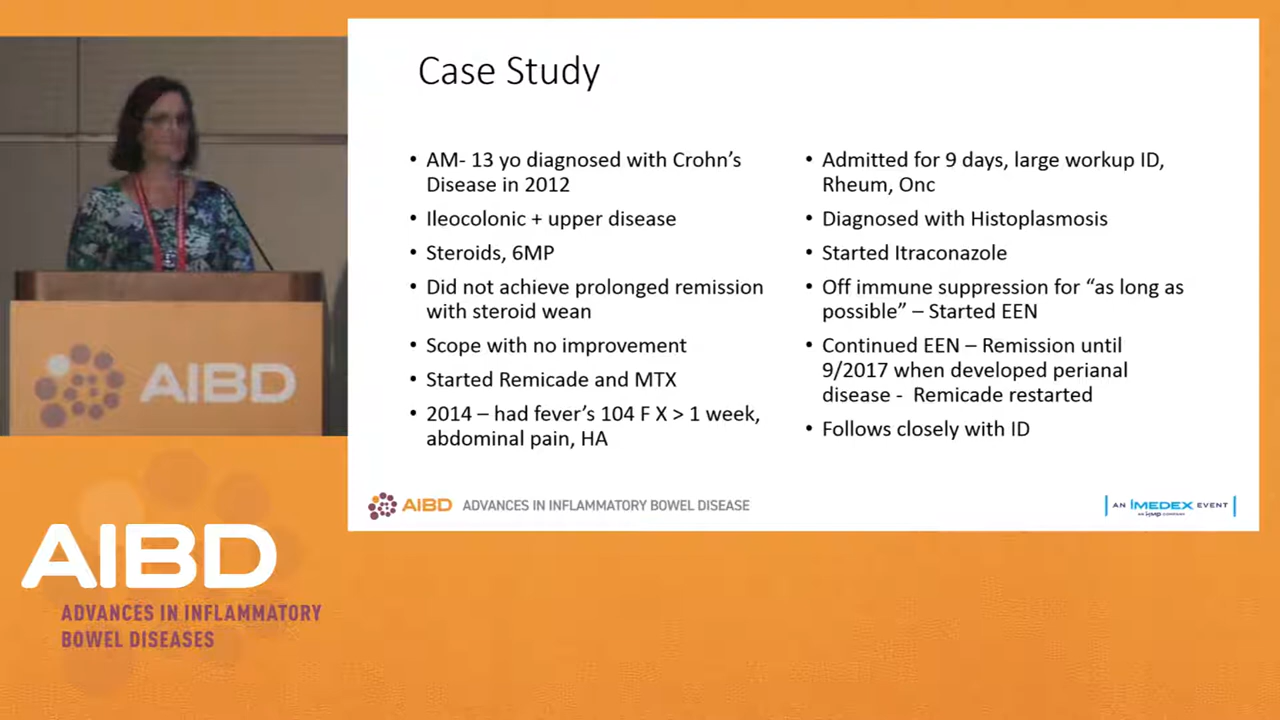 Case Study
• AM- 13 yo diagnosed with Crohn's
Disease in 2012
• Ileocolonic + upper disease
• Steroids, 6MP
• Did not achieve prolonged remission
with steroid wean
• Scope with no improvement
• Started Remicade and MTX
• 2014 – had fever's 104 F X > 1 week,
abdominal pain, HA
• Admitted for 9 days, large workup ID,
Rheum, Onc
• Diagnosed with Histoplasmosis
• Started Itraconazole
• Off immune suppression for “as long as
possible” – Started EEN
• Continued EEN – Remission until
9/2017 when developed perianal
disease - Remicade restarted
• Follows closely with ID
AIBD ADVANCES IN INFLAMMATORY BOWEL DISEASE
AN IMEDEX EVENT
AIBD
AIBD
ADVANCES IN INFLAMMATORY
BOWEL DISEASES